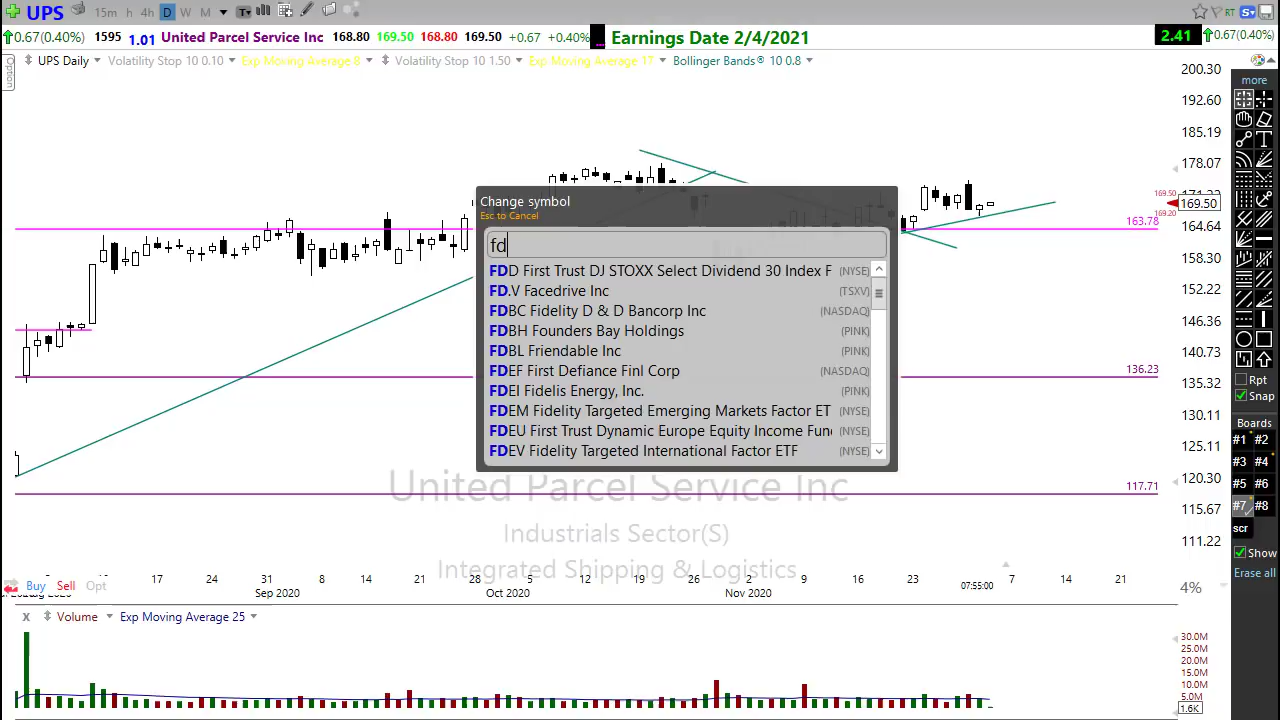 UPS 15m h 4h D W M T RT S
0.67(0.40%) 1595 1.01 United Parcel Service Inc 168.80 169.50 168.80 169.50 +0.67 +0.40% Earnings Date 2/4/2021 2.41 0.67(0.40%)
Option
UPS Daily Volatility Stop 10 0.10 Exp Moving Average 8 Volatility Stop 10 1.50 Exp Moving Average 17 Bollinger Bands® 10 0.8
200.30
192.60
185.19
178.07
169.50
169.50
169.20
163.78
164.64
158.30
152.22
146.36
140.73
136.23
135.32
130.11
125.11
120.30
117.71
115.67
111.22
4%
Change symbol
Esc to Cancel
fd
FDD First Trust DJ STOXX Select Dividend 30 Index F (NYSE)
FD.V Facedrive Inc (TSXV)
FDBC Fidelity D & D Bancorp Inc (NASDAQ)
FDBH Founders Bay Holdings (PINK)
FDBL Friendable Inc (PINK)
FDEF First Defiance Finl Corp (NASDAQ)
FDEI Fidelis Energy, Inc. (PINK)
FDEM Fidelity Targeted Emerging Markets Factor ET (NYSE)
FDEU First Trust Dynamic Europe Equity Income Fun (NYSE)
FDEV Fidelity Targeted International Factor ETF (NYSE)
United Parcel Service Inc
Industrials Sector(S)
Integrated Shipping & Logistics
Buy Sell Opt
17 24 31 8 14 21 28 5 12 19 26 2 9 16 23 07:55:00 7 14 21
Sep 2020 Oct 2020 Nov 2020
x Volume Exp Moving Average 25
30.0M
25.0M
20.0M
15.0M
10.0M
5.0M
1.6K
more
T
Rpt
Snap
Boards
#1 #2
#3 #4
#5 #6
#7 #8
scr
Show
Erase all